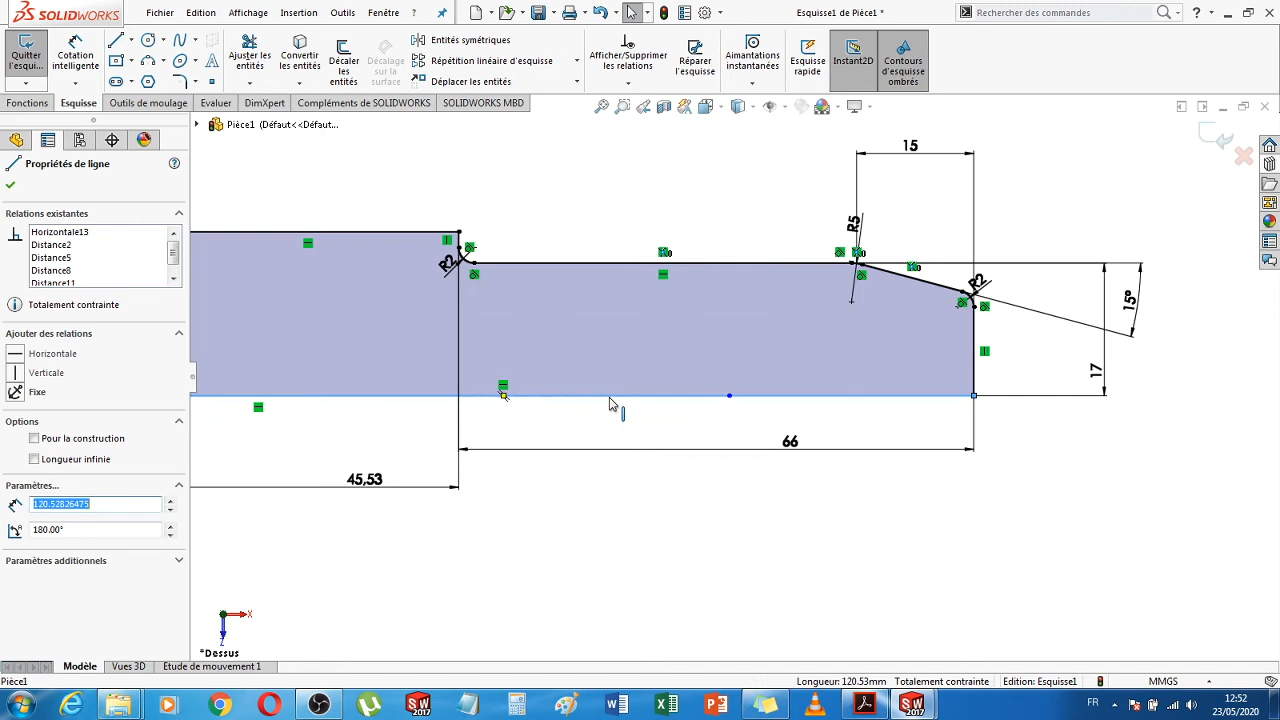 SOLIDWORKS Fichier Edition Affichage Insertion Outils Fenêtre ? Esquisse1 de Pièce1 * Rechercher des commandes ?
Quitter l'esqui... Cotation intelligente Ajuster les entités Convertir les entités Décaler les entités Décalage sur la surface Entités symétriques Afficher/Supprimer les relations Réparer l'esquisse Aimantations instantanées Esquisse rapide Instant2D Contours d'esquisse ombrés
Répétition linéaire d'esquisse
Déplacer les entités
Fonctions Esquisse Outils de moulage Evaluer DimXpert Compléments de SOLIDWORKS SOLIDWORKS MBD
Pièce1 (Défaut<<Défaut...
Propriétés de ligne
Relations existantes
Horizontale13
Distance2
Distance5
Distance8
Distance11
Totalement contrainte
Ajouter des relations
Horizontale
Verticale
Fixe
Options
Pour la construction
Longueur infinie
Paramètres...
120.52826475
180.00°
Paramètres additionnels
15
R5
R2
R2
15°
17
66
45,53
X
Z
*Dessus
Modèle Vues 3D Etude de mouvement 1
Pièce1 Longueur: 120.53mm Totalement contrainte Edition: Esquisse1 MMGS
SW 2017
SW 2017
FR 12:52
23/05/2020